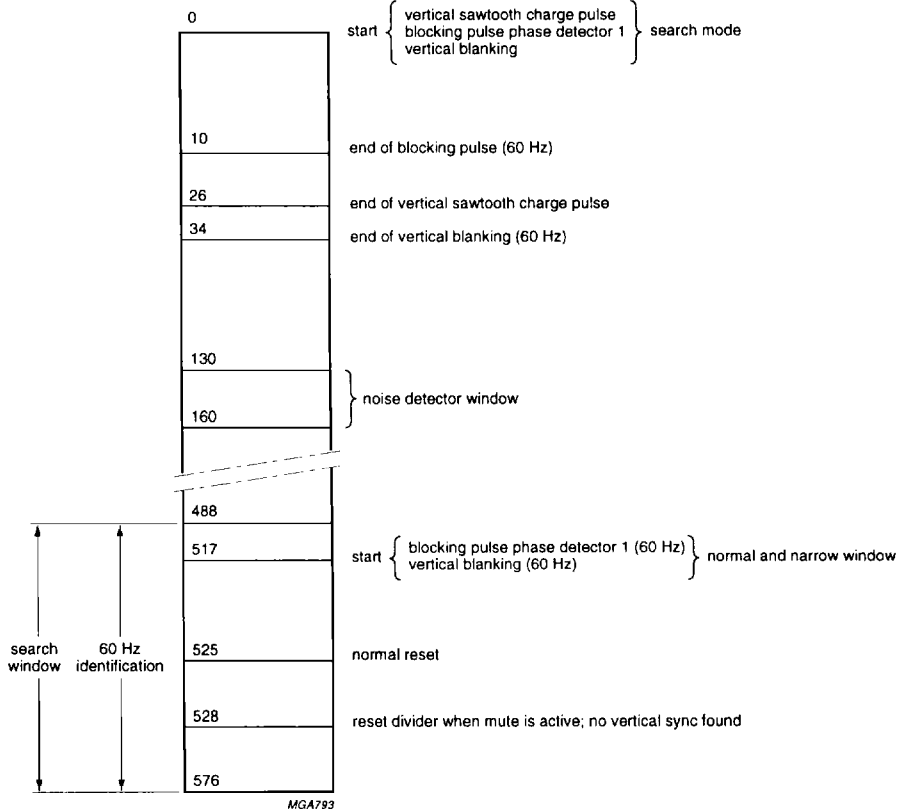 0
start { vertical sawtooth charge pulse
blocking pulse phase detector 1 } search mode
vertical blanking
10
end of blocking pulse (60 Hz)
26
end of vertical sawtooth charge pulse
34
end of vertical blanking (60 Hz)
130
} noise detector window
160
488
517
start { blocking pulse phase detector 1 (60 Hz)
vertical blanking (60 Hz) } normal and narrow window
search window
60 Hz identification
525
normal reset
528
reset divider when mute is active; no vertical sync found
576
MGA793